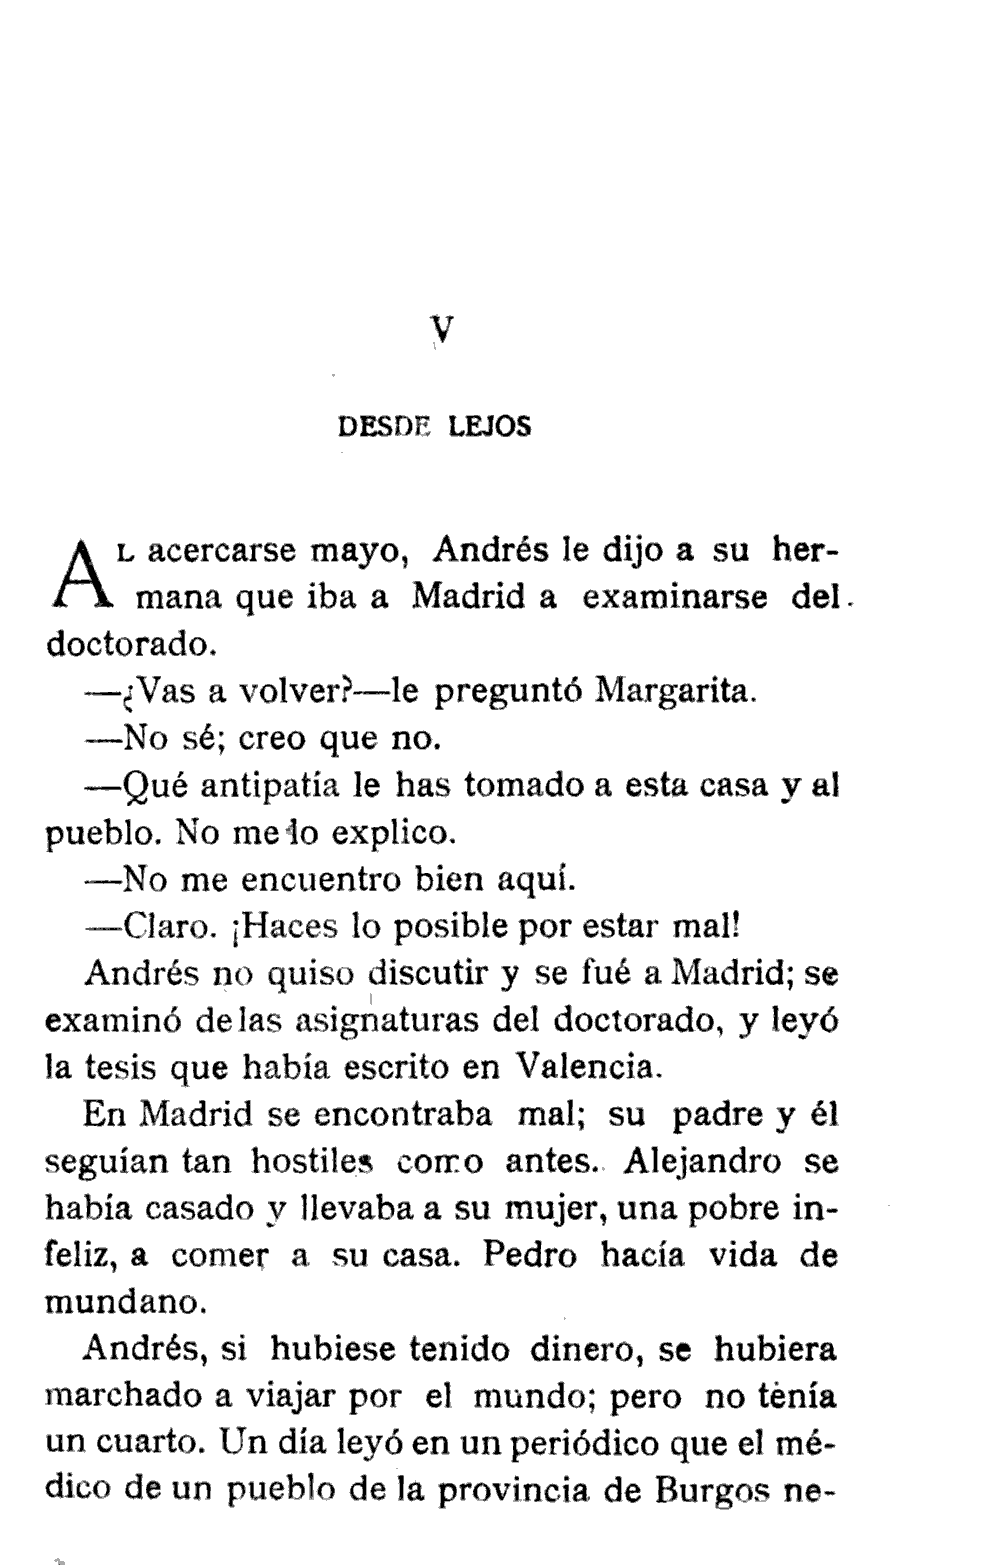 V
DESDE LEJOS
AL acercarse mayo, Andrés le dijo a su her-
mana que iba a Madrid a examinarse del
doctorado.
—¿Vas a volver?—le preguntó Margarita.
—No sé; creo que no.
—Qué antipatía le has tomado a esta casa y al
pueblo. No me lo explico.
—No me encuentro bien aquí.
—Claro. ¡Haces lo posible por estar mal!
Andrés no quiso discutir y se fué a Madrid; se
examinó de las asignaturas del doctorado, y leyó
la tesis que había escrito en Valencia.
En Madrid se encontraba mal; su padre y él
seguían tan hostiles como antes. Alejandro se
había casado y llevaba a su mujer, una pobre in-
feliz, a comer a su casa. Pedro hacía vida de
mundano.
Andrés, si hubiese tenido dinero, se hubiera
marchado a viajar por el mundo; pero no tenía
un cuarto. Un día leyó en un periódico que el mé-
dico de un pueblo de la provincia de Burgos ne-